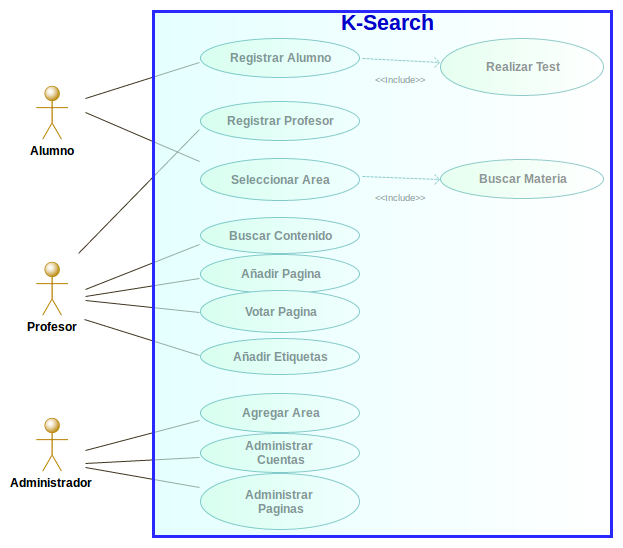 K-Search
Registrar Alumno
Realizar Test
<<Include>>
Registrar Profesor
Alumno
Seleccionar Area
Buscar Materia
<<Include>>
Buscar Contenido
Añadir Pagina
Votar Pagina
Profesor
Añadir Etiquetas
Agregar Area
Administrar
Cuentas
Administrador
Administrar
Paginas